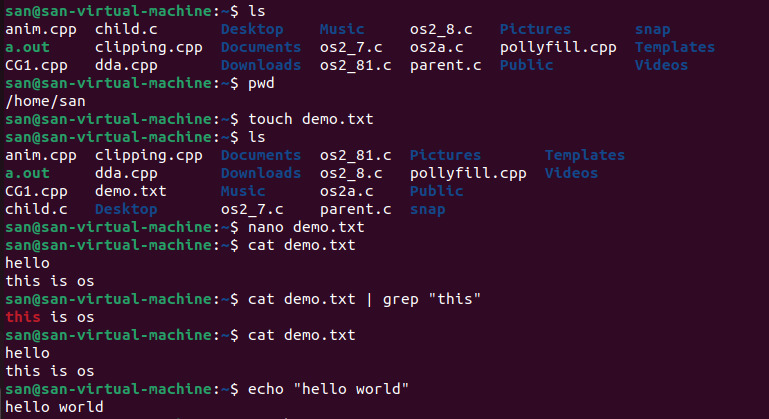 san@san-virtual-machine:~$ ls
anim.cpp child.c Desktop Music os2_8.c Pictures snap
a.out clipping.cpp Documents os2_7.c os2a.c pollyfill.cpp Templates
CG1.cpp dda.cpp Downloads os2_81.c parent.c Public Videos
san@san-virtual-machine:~$ pwd
/home/san
san@san-virtual-machine:~$ touch demo.txt
san@san-virtual-machine:~$ ls
anim.cpp clipping.cpp Documents os2_81.c Pictures Templates
a.out dda.cpp Downloads os2_8.c pollyfill.cpp Videos
CG1.cpp demo.txt Music os2a.c Public
child.c Desktop os2_7.c parent.c snap
san@san-virtual-machine:~$ nano demo.txt
san@san-virtual-machine:~$ cat demo.txt
hello
this is os
san@san-virtual-machine:~$ cat demo.txt | grep "this"
this is os
san@san-virtual-machine:~$ cat demo.txt
hello
this is os
san@san-virtual-machine:~$ echo "hello world"
hello world